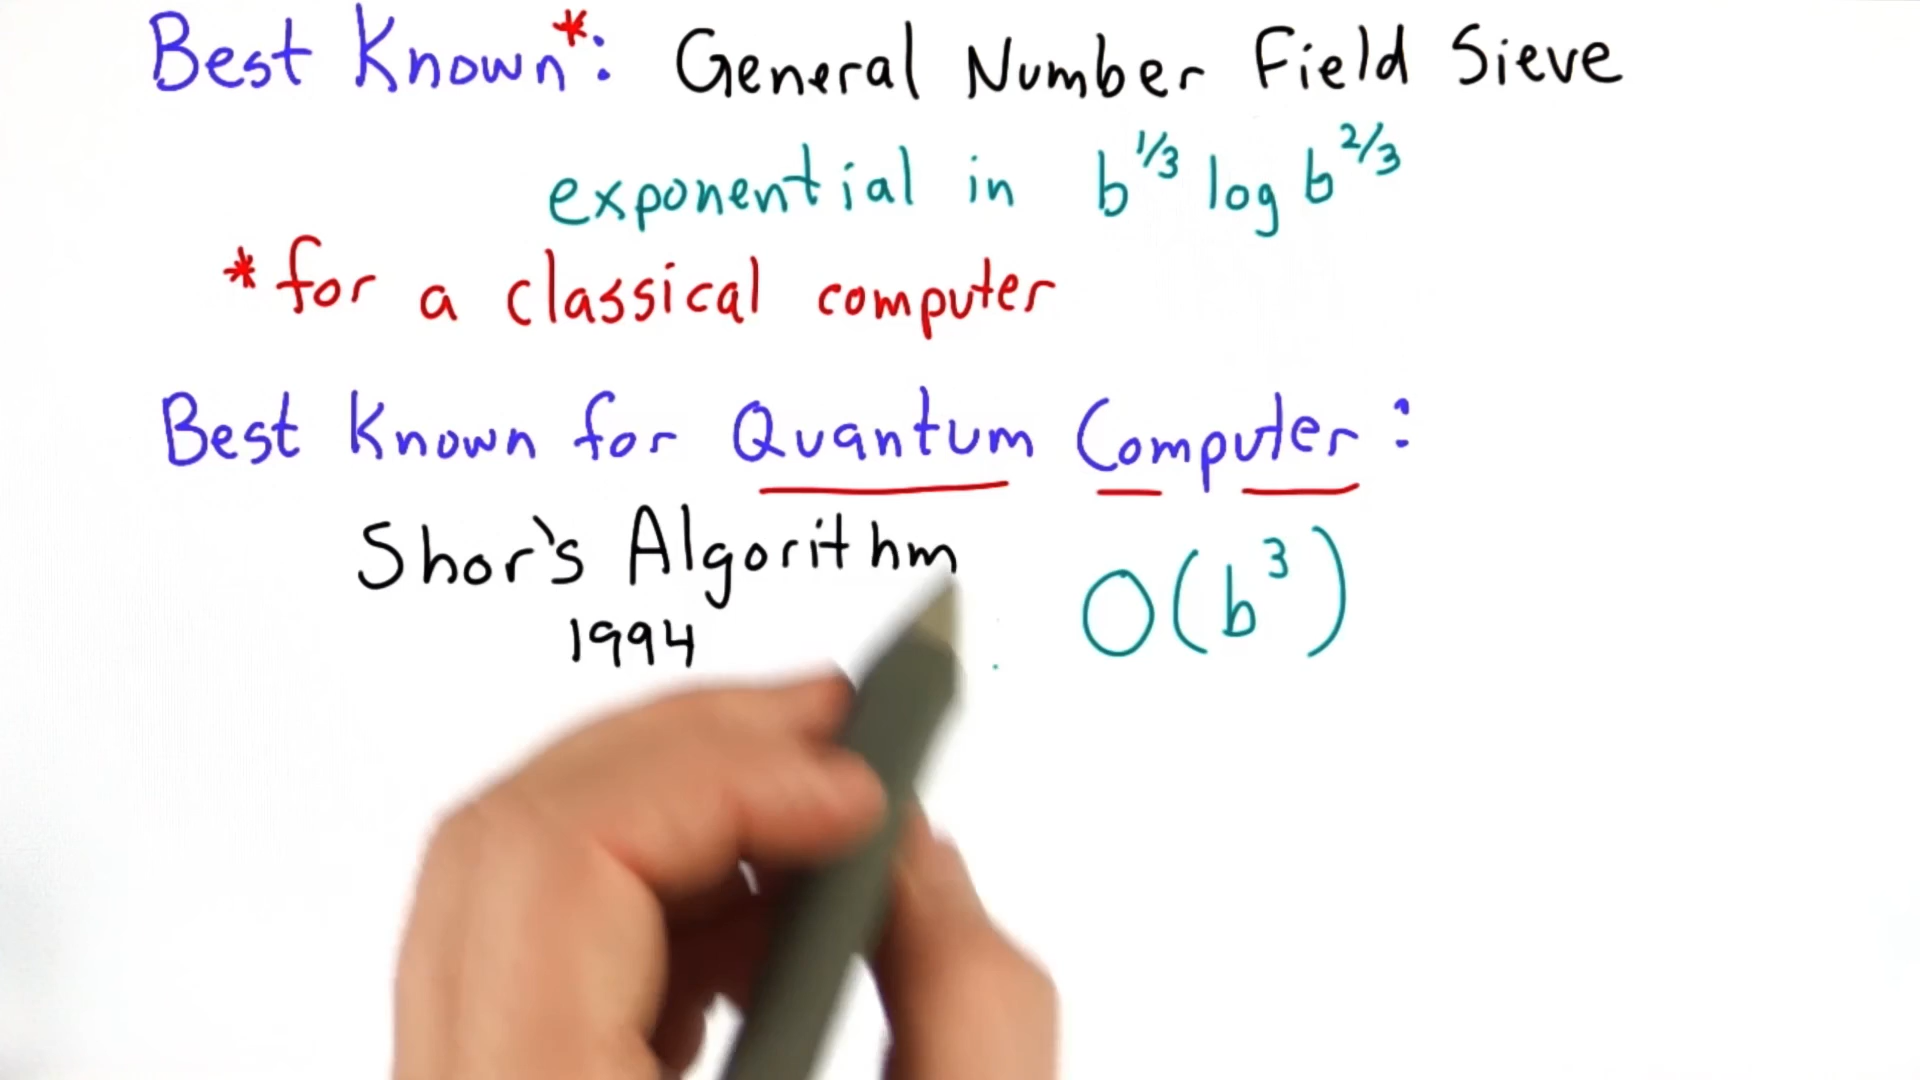 Best Known*: General Number Field Sieve
exponential in b^1/3 log b^2/3
*for a classical computer
Best Known for Quantum Computer:
Shor's Algorithm O(b^3)
1994